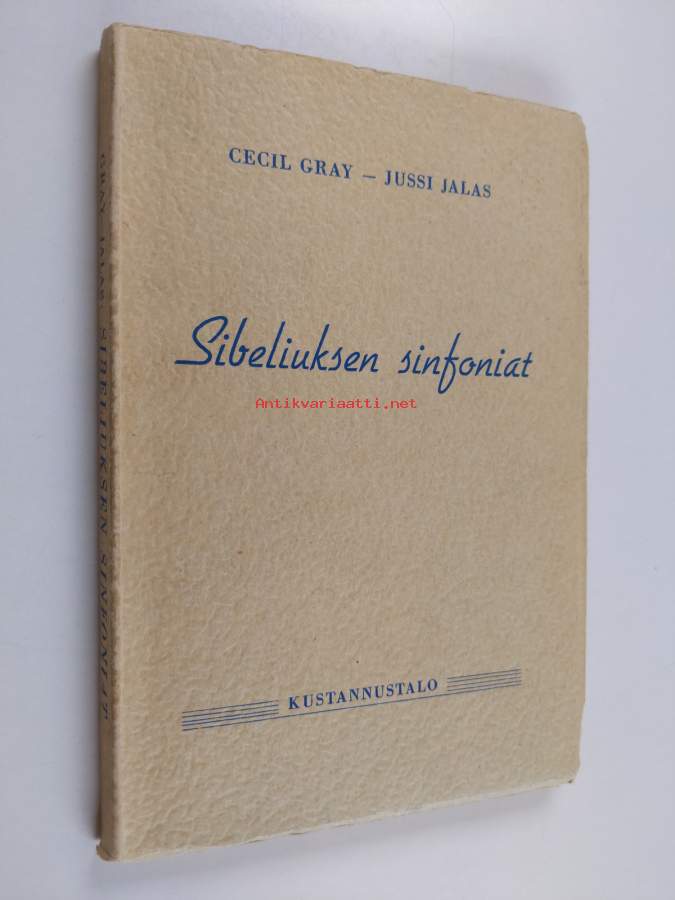 CECIL GRAY – JUSSI JALAS
Sibeliuksen sinfoniat
Antikvariaatti.net
KUSTANNUSTALO
GRAY JALAS SIBELIUKSEN SINFONIAT